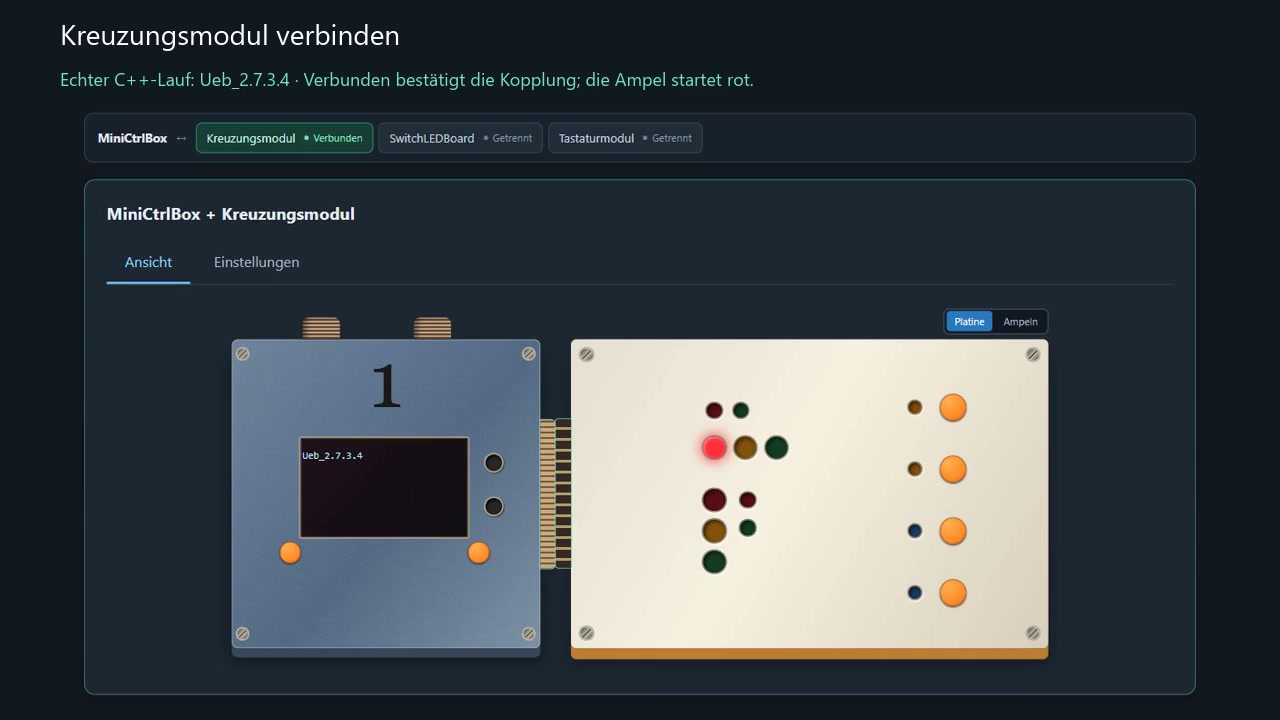 Kreuzungsmodul verbinden
Echter C++-Lauf: Ueb_2.7.3.4 · Verbunden bestätigt die Kopplung; die Ampel startet rot.
MiniCtrlBox ↔ Kreuzungsmodul • Verbunden SwitchLEDBoard • Getrennt Tastaturmodul • Getrennt
MiniCtrlBox + Kreuzungsmodul
Ansicht Einstellungen
Platine Ampeln
1
Ueb_2.7.3.4